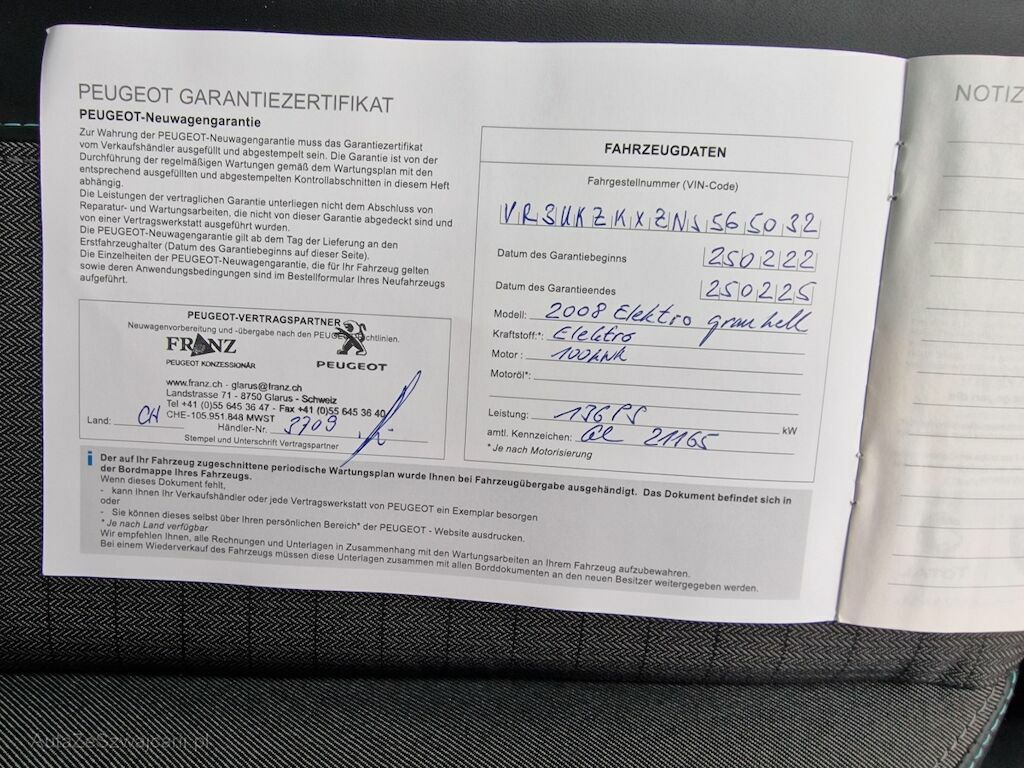 PEUGEOT GARANTIEZERTIFIKAT
PEUGEOT-Neuwagengarantie
Zur Wahrung der PEUGEOT-Neuwagengarantie muss das Garantiezertifikat
vom Verkaufshändler ausgefüllt und abgestempelt sein. Die Garantie ist von der
Durchführung der regelmäßigen Wartungen gemäß dem Wartungsplan mit den
entsprechend ausgefüllten und abgestempelten Kontrollabschnitten in diesem Heft
abhängig.
Die Leistungen der vertraglichen Garantie unterliegen nicht dem Abschluss von
Reparatur- und Wartungsarbeiten, die nicht von dieser Garantie abgedeckt sind und
von einer Vertragswerkstatt ausgeführt wurden.
Die PEUGEOT-Neuwagengarantie gilt ab dem Tag der Lieferung an den
Erstfahrzeughalter (Datum des Garantiebeginns auf dieser Seite).
Die Einzelheiten der PEUGEOT-Neuwagengarantie, die für Ihr Fahrzeug gelten
sowie deren Anwendungsbedingungen sind im Bestellformular Ihres Neufahrzeugs
aufgeführt.
PEUGEOT-VERTRAGSPARTNER
Neuwagenvorbereitung und -übergabe nach den PEUGEOT-Richtlinien.
FRANZ
PEUGEOT KONZESSIONÄR
PEUGEOT
www.franz.ch - glarus@franz.ch
Landstrasse 71 - 8750 Glarus - Schweiz
Tel +41 (0)55 645 36 47 - Fax +41 (0)55 645 36 40
CHE-105.951.848 MWST
Land: CH Händler-Nr. 3709
Stempel und Unterschrift Vertragspartner
FAHRZEUGDATEN
Fahrgestellnummer (VIN-Code)
VR3UKZKXZNJ565032
Datum des Garantiebeginns 250222
Datum des Garantieendes 250225
Modell: 2008 Elektro grau hell
Kraftstoff:*: Elektro
Motor: 100kW
Motoröl*:
Leistung: 136 PS kW
amtl. Kennzeichen: GL 21165
* Je nach Motorisierung
i Der auf Ihr Fahrzeug zugeschnittene periodische Wartungsplan wurde Ihnen bei Fahrzeugübergabe ausgehändigt. Das Dokument befindet sich in
der Bordmappe Ihres Fahrzeugs.
Wenn dieses Dokument fehlt,
- kann Ihnen Ihr Verkaufshändler oder jede Vertragswerkstatt von PEUGEOT ein Exemplar besorgen
oder
- Sie können dieses selbst über Ihren persönlichen Bereich* der PEUGEOT - Website ausdrucken.
* Je nach Land verfügbar
Wir empfehlen Ihnen, alle Rechnungen und Unterlagen in Zusammenhang mit den Wartungsarbeiten an Ihrem Fahrzeug aufzubewahren.
Bei einem Wiederverkauf des Fahrzeugs müssen diese Unterlagen zusammen mit allen Borddokumenten an den neuen Besitzer weitergegeben werden.
NOTIZ
AutaZeSzwajcarii.pl